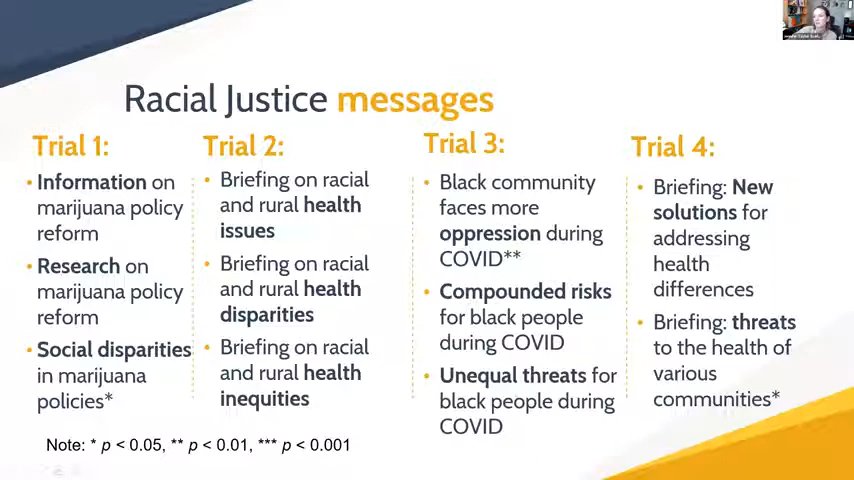 Racial Justice messages
Trial 1:
• Information on
marijuana policy
reform
• Research on
marijuana policy
reform
• Social disparities
in marijuana
policies*
Trial 2:
• Briefing on racial
and rural health
issues
• Briefing on racial
and rural health
disparities
• Briefing on racial
and rural health
inequities
Trial 3:
• Black community
faces more
oppression during
COVID**
• Compounded risks
for black people
during COVID
• Unequal threats for
black people during
COVID
Trial 4:
• Briefing: New
solutions for
addressing
health
differences
• Briefing: threats
to the health of
various
communities*
Note: * p < 0.05, ** p < 0.01, *** p < 0.001